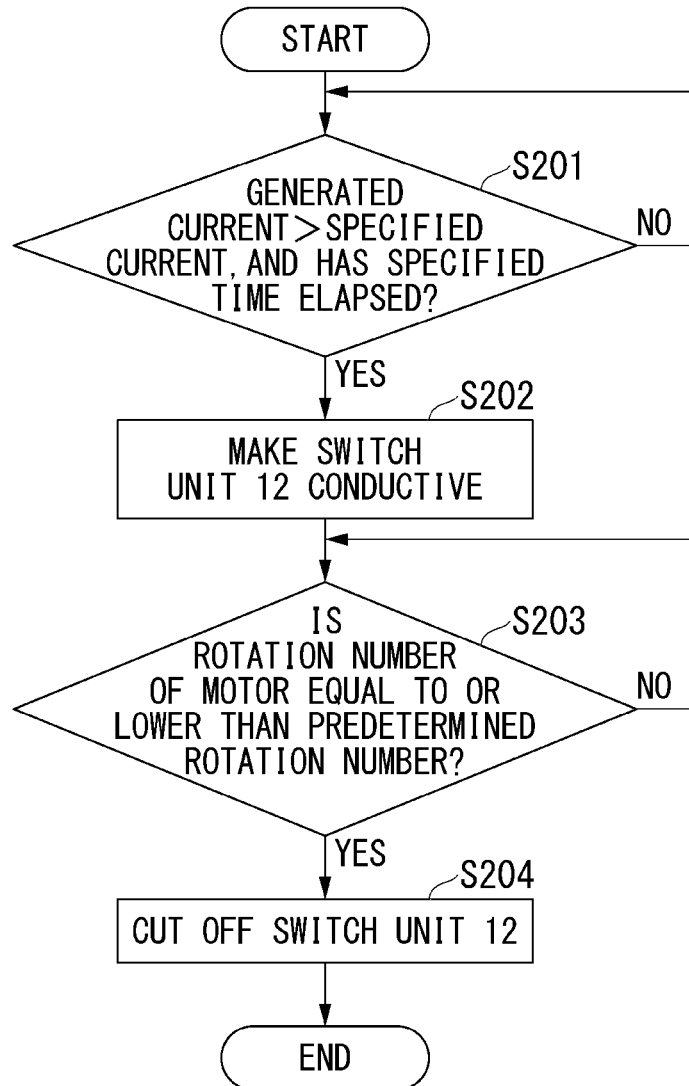 START
S201
GENERATED
CURRENT>SPECIFIED
CURRENT, AND HAS SPECIFIED
TIME ELAPSED?
NO
YES
S202
MAKE SWITCH
UNIT 12 CONDUCTIVE
S203
IS
ROTATION NUMBER
OF MOTOR EQUAL TO OR
LOWER THAN PREDETERMINED
ROTATION NUMBER?
NO
YES
S204
CUT OFF SWITCH UNIT 12
END